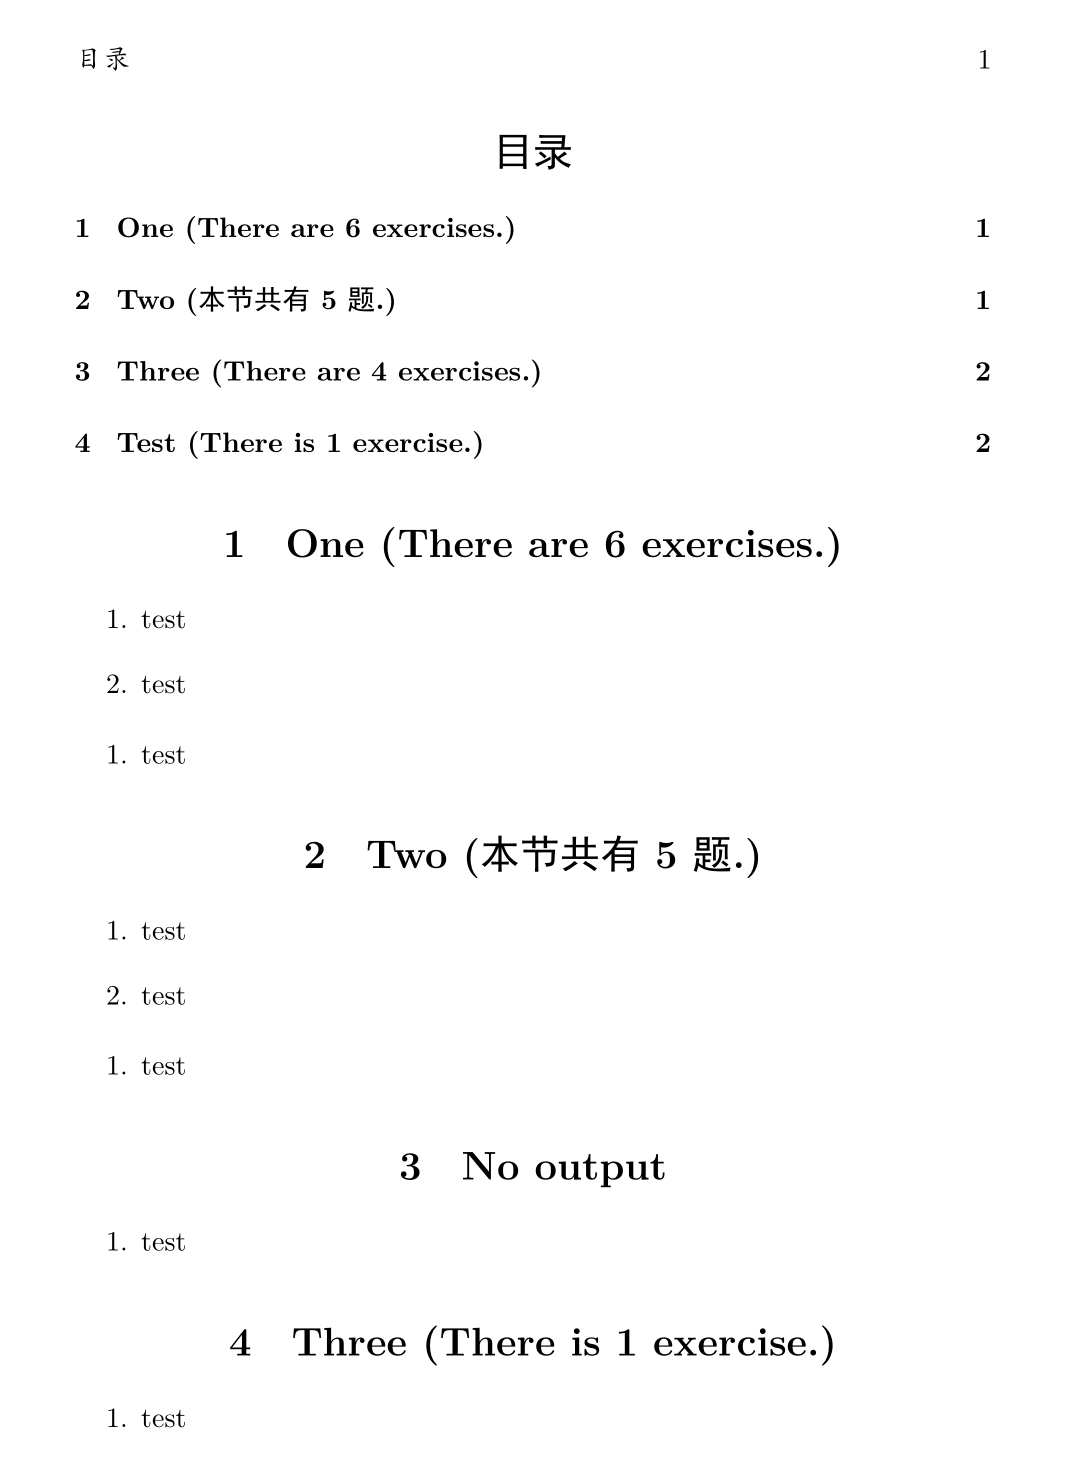 目录 1
目录
1 One (There are 6 exercises.) 1
2 Two (本节共有 5 题.) 1
3 Three (There are 4 exercises.) 2
4 Test (There is 1 exercise.) 2
1 One (There are 6 exercises.)
1. test
2. test
1. test
2 Two (本节共有 5 题.)
1. test
2. test
1. test
3 No output
1. test
4 Three (There is 1 exercise.)
1. test